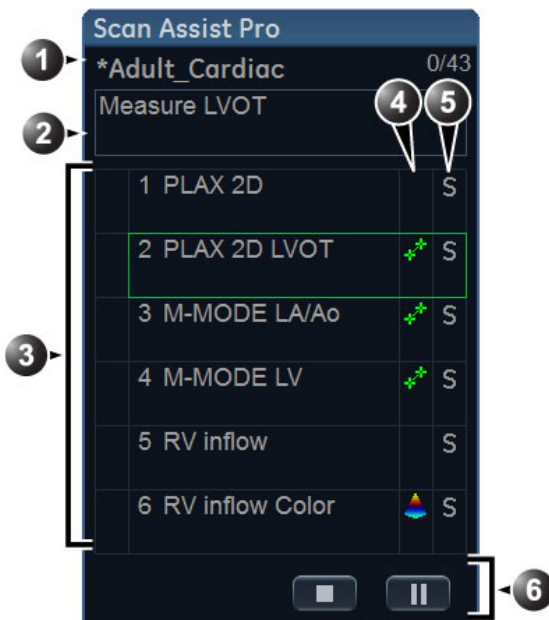 Scan Assist Pro
1 *Adult_Cardiac 0/43
4 5
2 Measure LVOT
3
1 PLAX 2D S
2 PLAX 2D LVOT S
3 M-MODE LA/Ao S
4 M-MODE LV S
5 RV inflow S
6 RV inflow Color S
6